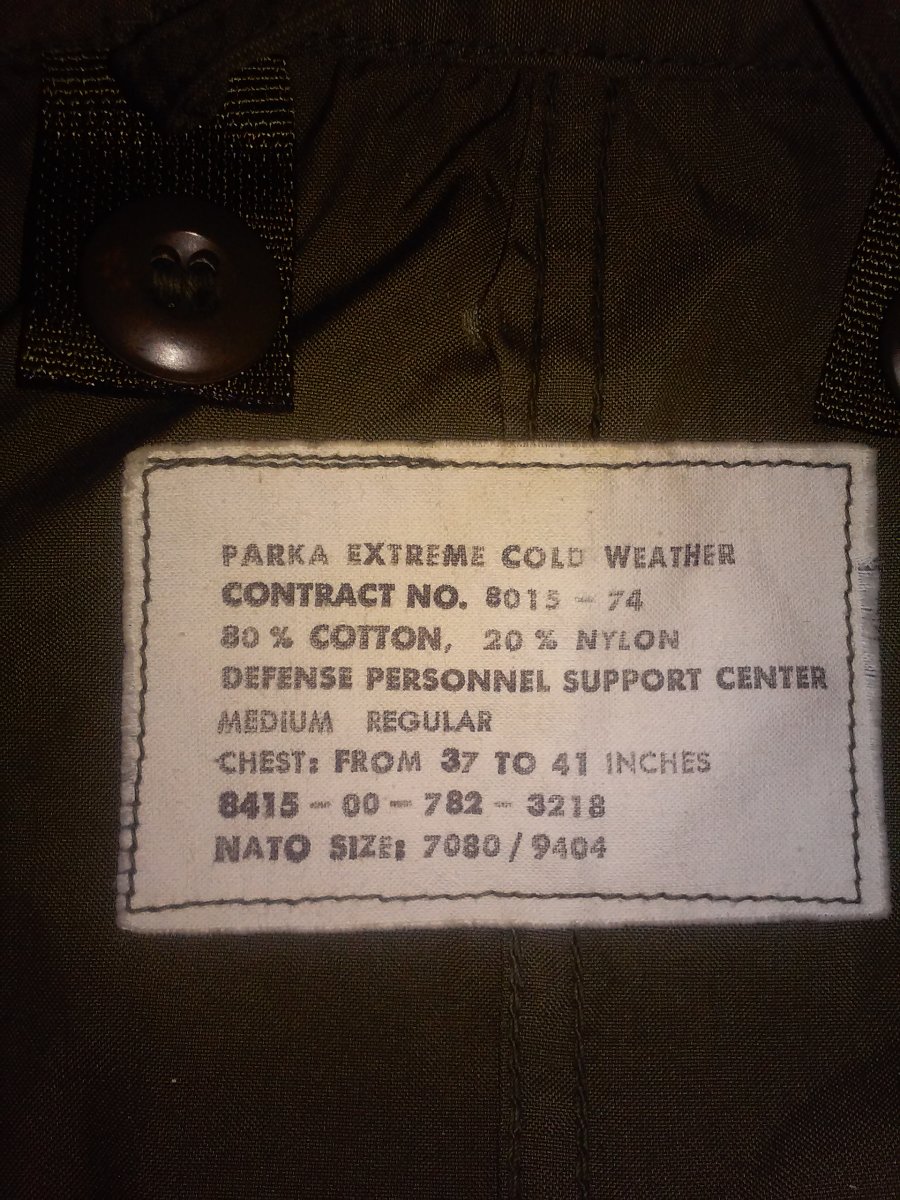 PARKA EXTREME COLD WEATHER
CONTRACT NO. 8015 - 74
80 % COTTON, 20 % NYLON
DEFENSE PERSONNEL SUPPORT CENTER
MEDIUM REGULAR
CHEST: FROM 37 TO 41 INCHES
8415 - 00 - 782 - 3218
NATO SIZE: 7080 / 9404